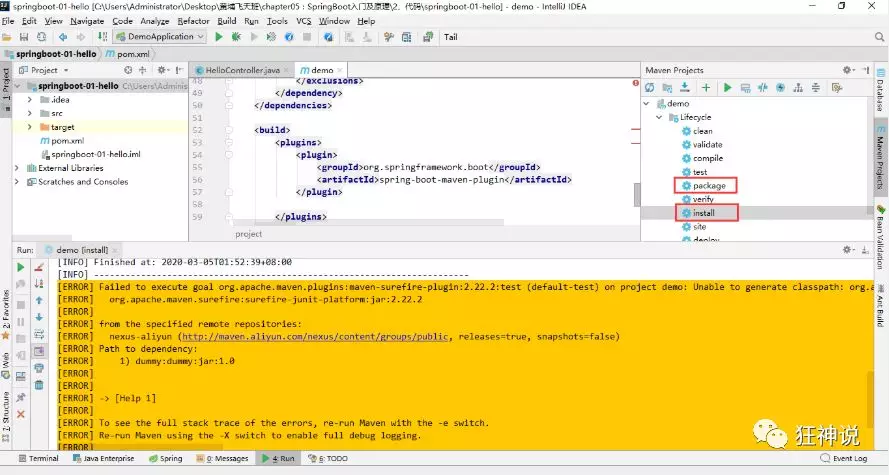 springboot-01-hello [C:\Users\Administrator\Desktop\黄埔飞天班\chapter05：SpringBoot入门及原理\2、代码\springboot-01-hello] - demo - IntelliJ IDEA
File Edit View Navigate Code Analyze Refactor Build Run Tools VCS Window Help
DemoApplication Tail
springboot-01-hello pom.xml
Project
HelloController.java demo
Maven Projects
springboot-01-hello C:\Users\Adminis
.idea
src
target
pom.xml
springboot-01-hello.iml
External Libraries
Scratches and Consoles
48 </exclusions>
49 </dependency>
50 </dependencies>
51
52 <build>
53 <plugins>
54 <plugin>
55 <groupId>org.springframework.boot</groupId>
56 <artifactId>spring-boot-maven-plugin</artifactId>
57 </plugin>
58
59 </plugins>
project
demo
Lifecycle
clean
validate
compile
test
package
verify
install
site
deploy
1: Project
2: Favorites
Web
7: Structure
Database
Maven Projects
Bean Validation
Ant Build
Run: demo [install]
[INFO] Finished at: 2020-03-05T01:52:39+08:00
[INFO] ------------------------------------------------------------------------
[ERROR] Failed to execute goal org.apache.maven.plugins:maven-surefire-plugin:2.22.2:test (default-test) on project demo: Unable to generate classpath: org.a
[ERROR] org.apache.maven.surefire:surefire-junit-platform:jar:2.22.2
[ERROR]
[ERROR] from the specified remote repositories:
[ERROR] nexus-aliyun (http://maven.aliyun.com/nexus/content/groups/public, releases=true, snapshots=false)
[ERROR] Path to dependency:
[ERROR] 1) dummy:dummy:jar:1.0
[ERROR]
[ERROR]
[ERROR] -> [Help 1]
[ERROR]
[ERROR] To see the full stack trace of the errors, re-run Maven with the -e switch.
[ERROR] Re-run Maven using the -X switch to enable full debug logging.
[ERROR]
狂神说
Terminal Java Enterprise Spring 0: Messages 4: Run 6: TODO Event Log